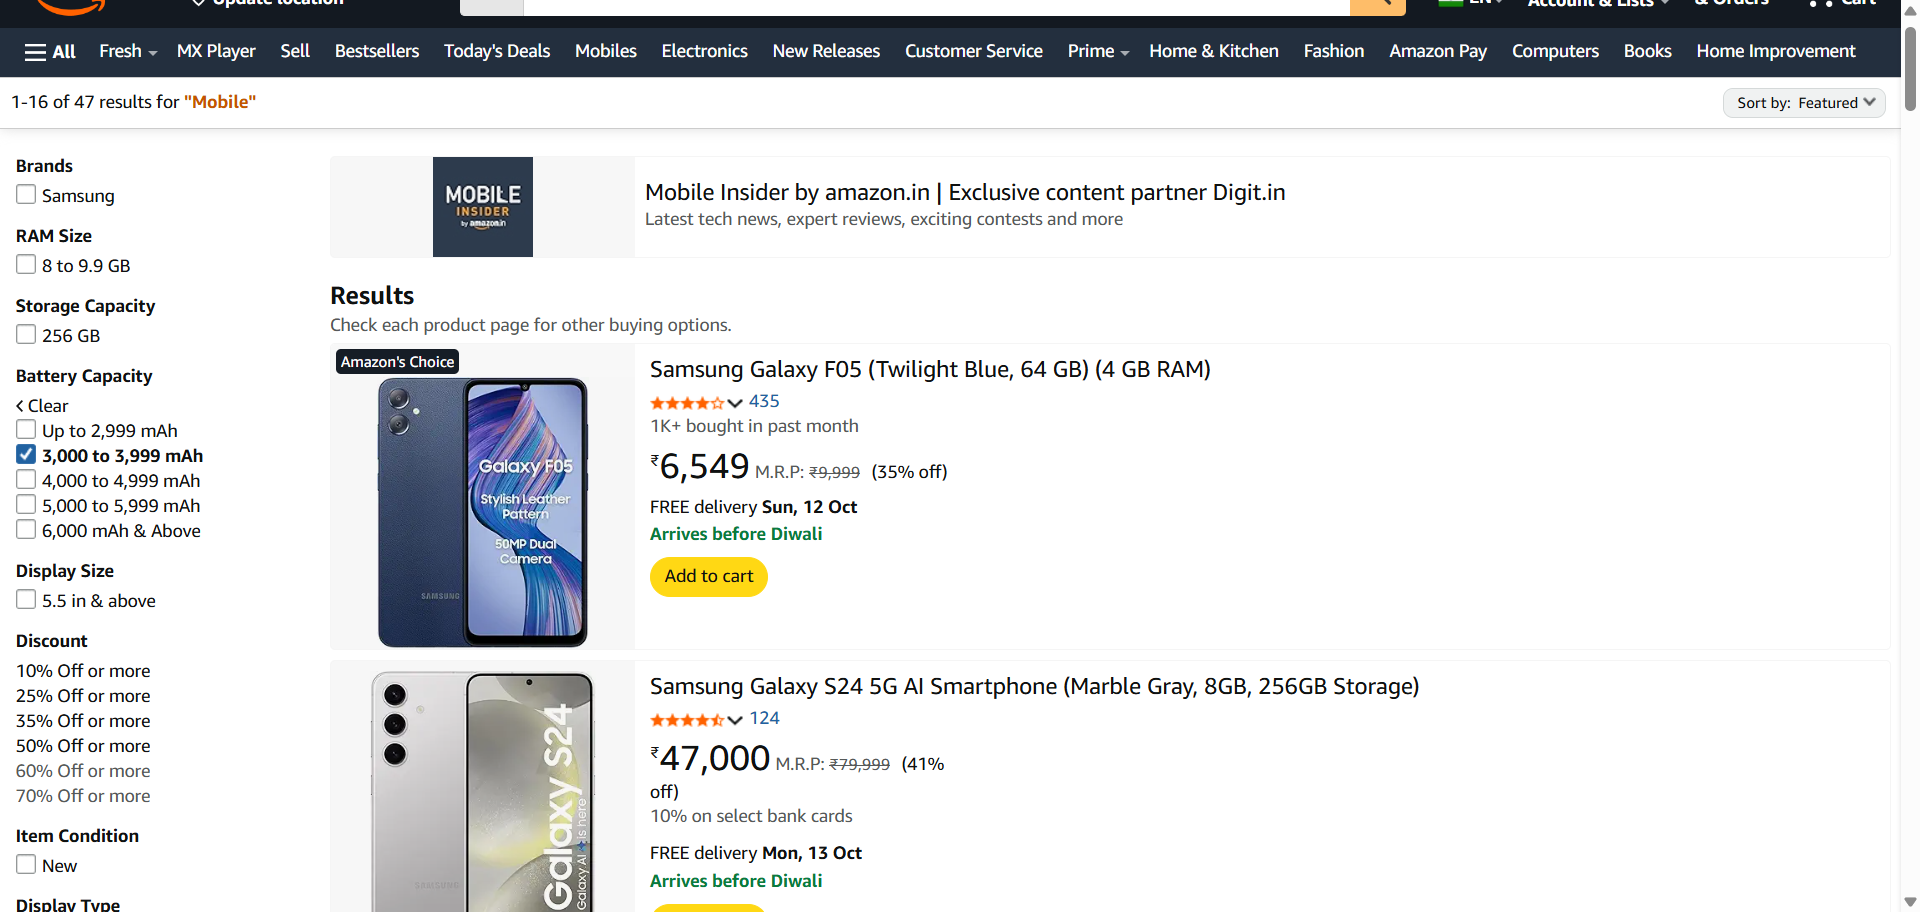 Update location
EN
Account & Lists
& Orders
Cart
All
Fresh
MX Player
Sell
Bestsellers
Today's Deals
Mobiles
Electronics
New Releases
Customer Service
Prime
Home & Kitchen
Fashion
Amazon Pay
Computers
Books
Home Improvement
1-16 of 47 results for "Mobile"
Sort by: Featured
Brands
Samsung
RAM Size
8 to 9.9 GB
Storage Capacity
256 GB
Battery Capacity
Clear
Up to 2,999 mAh
3,000 to 3,999 mAh
4,000 to 4,999 mAh
5,000 to 5,999 mAh
6,000 mAh & Above
Display Size
5.5 in & above
Discount
10% Off or more
25% Off or more
35% Off or more
50% Off or more
60% Off or more
70% Off or more
Item Condition
New
Display Type
MOBILE
INSIDER
by amazon.in
Mobile Insider by amazon.in | Exclusive content partner Digit.in
Latest tech news, expert reviews, exciting contests and more
Results
Check each product page for other buying options.
Amazon's Choice
Galaxy F05
Stylish Leather
Pattern
50MP Dual
Camera
SAMSUNG
Samsung Galaxy F05 (Twilight Blue, 64 GB) (4 GB RAM)
435
1K+ bought in past month
₹6,549 M.R.P: ₹9,999 (35% off)
FREE delivery Sun, 12 Oct
Arrives before Diwali
Add to cart
Galaxy S24
Galaxy AI is here
SAMSUNG
Samsung Galaxy S24 5G AI Smartphone (Marble Gray, 8GB, 256GB Storage)
124
₹47,000 M.R.P: ₹79,999 (41%
off)
10% on select bank cards
FREE delivery Mon, 13 Oct
Arrives before Diwali